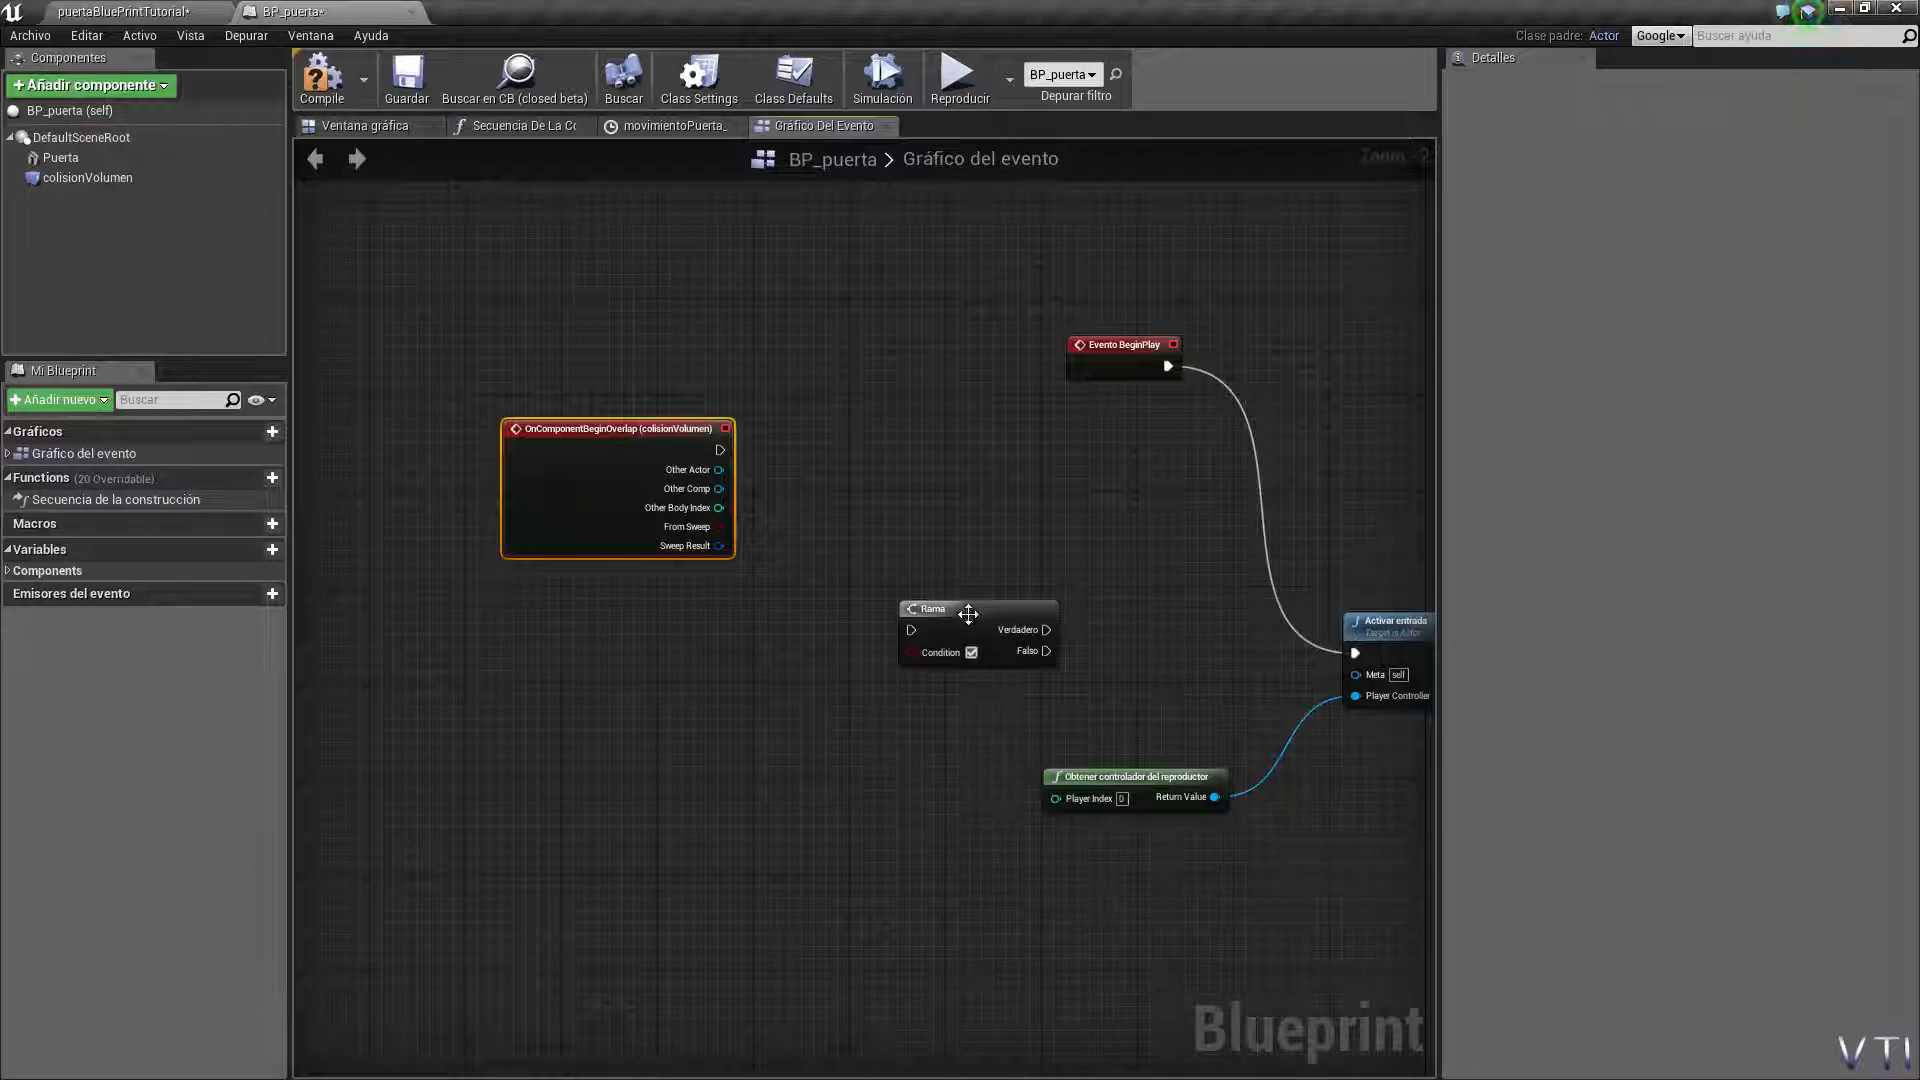 puertaBluePrintTutorial*
BP_puerta*
Archivo Editar Activo Vista Depurar Ventana Ayuda
Clase padre: Actor Google Buscar ayuda
Componentes
Detalles
Añadir componente
BP_puerta (self)
DefaultSceneRoot
Puerta
colisionVolumen
Compile Guardar Buscar en CB (closed beta) Buscar Class Settings Class Defaults Simulación Reproducir
BP_puerta
Depurar filtro
Ventana gráfica Secuencia De La Co movimientoPuerta_ Gráfico Del Evento
BP_puerta > Gráfico del evento
Zoom -2
Mi Blueprint
Añadir nuevo Buscar
Gráficos
Gráfico del evento
Functions (20 Overridable)
Secuencia de la construcción
Macros
Variables
Components
Emisores del evento
Evento BeginPlay
OnComponentBeginOverlap (colisionVolumen)
Other Actor
Other Comp
Other Body Index
From Sweep
Sweep Result
Rama
Verdadero
Condition Falso
Activar entrada
Target is Actor
Meta self
Player Controller
Obtener controlador del reproductor
Player Index 0 Return Value
Blueprint
VTI